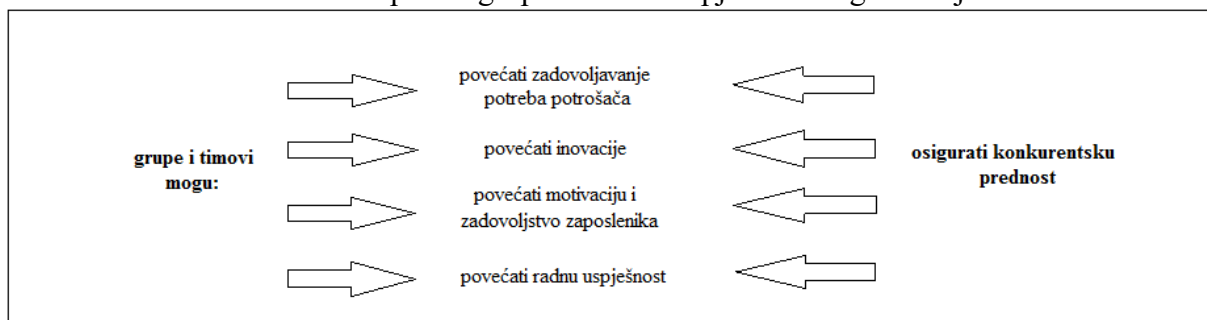 povećati zadovoljavanje
potreba potrošača
povećati inovacije
grupe i timovi
mogu:
osigurati konkurentsku
prednost
povećati motivaciju i
zadovoljstvo zaposlenika
povećati radnu uspješnost